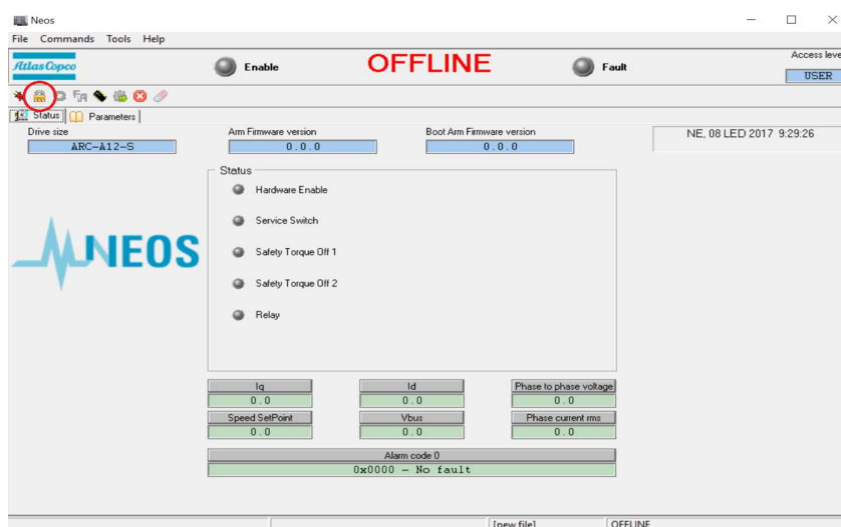 Neos
File Commands Tools Help
Atlas Copco
Enable
OFFLINE
Fault
Access leve
USER
Status
Parameters
Drive size
Arm Firmware version
Boot Arm Firmware version
NE, 08 LED 2017 9:29:26
ARC-A12-S
0.0.0
0.0.0
Status
Hardware Enable
Service Switch
Safety Torque Off 1
Safety Torque Off 2
Relay
NEOS
Iq
Id
Phase to phase voltage
0.0
0.0
0.0
Speed SetPoint
Vbus
Phase current rms
0.0
0.0
0.0
Alarm code 0
0x0000 - No fault
[new file]
OFFLINE